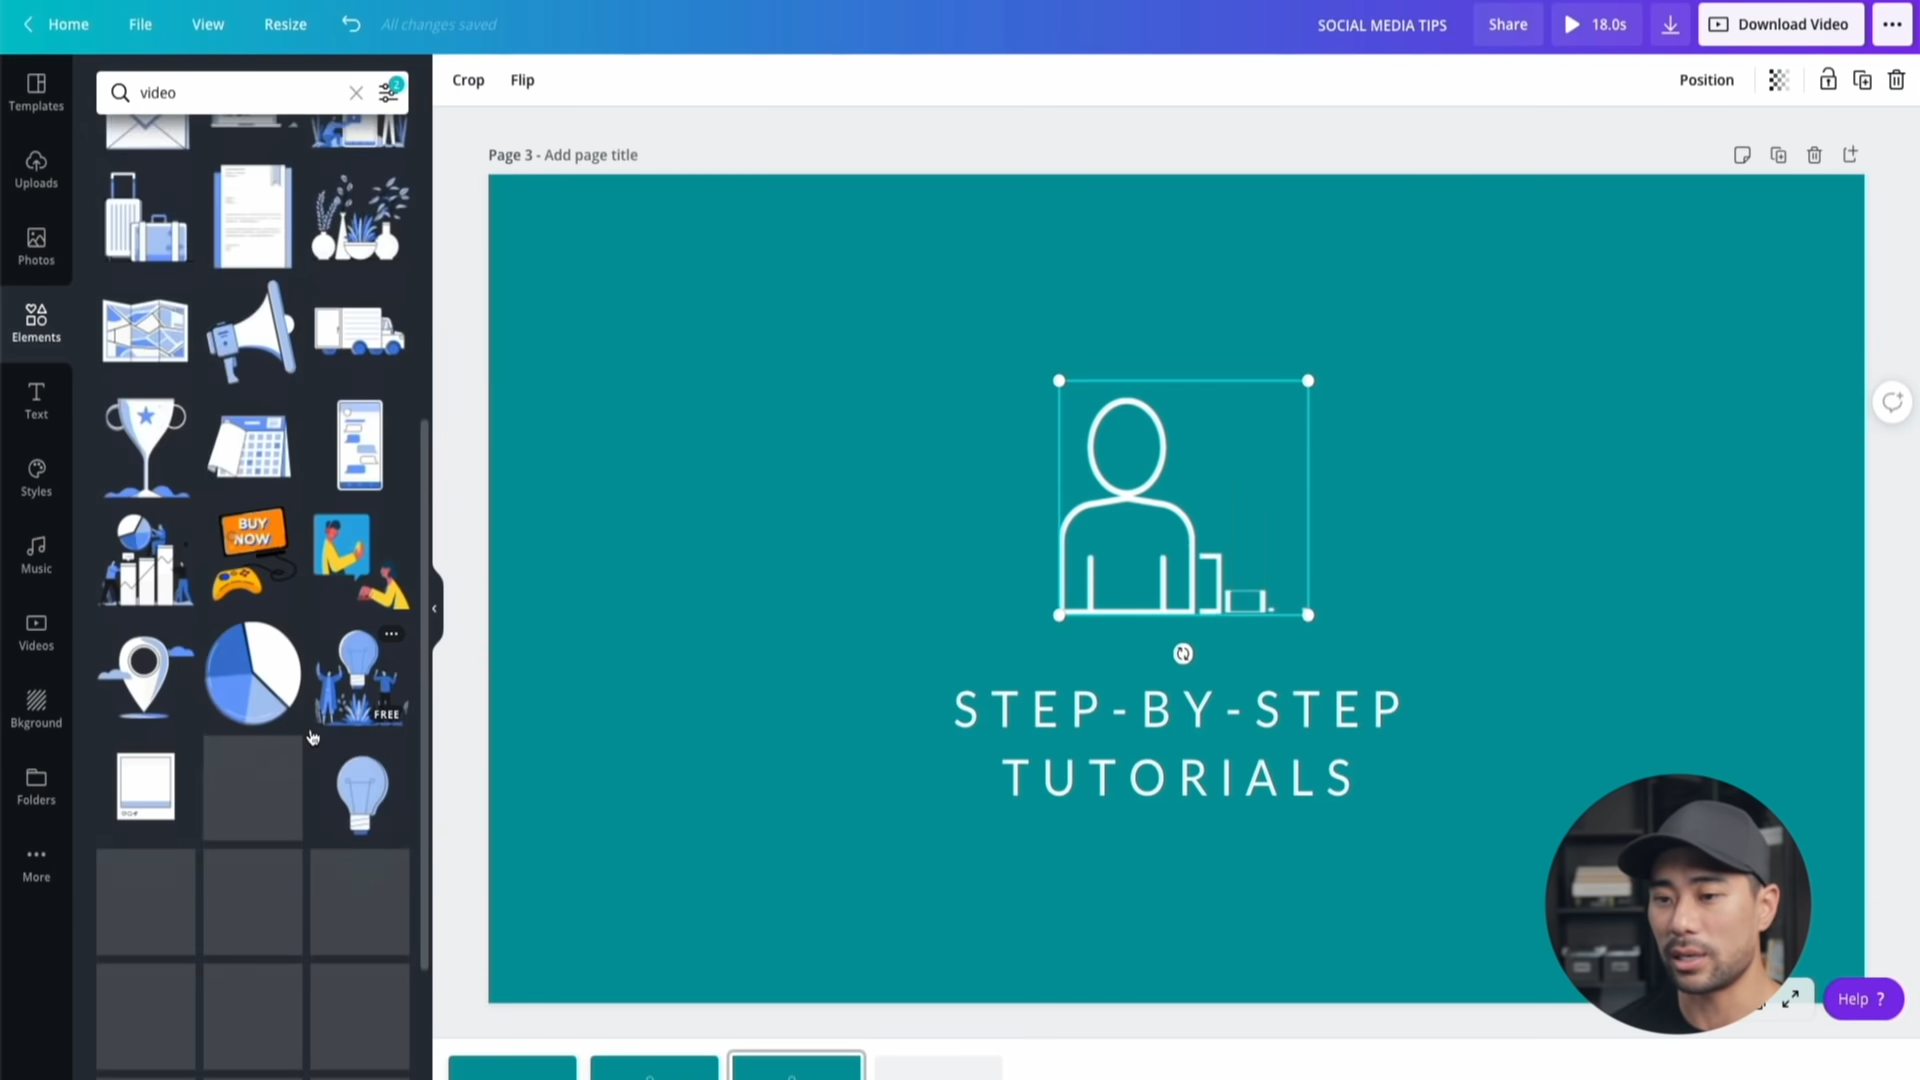 Home
File
View
Resize
All changes saved
SOCIAL MEDIA TIPS
Share
18.0s
Download Video
Templates
Uploads
Photos
Elements
Text
Styles
Music
Videos
Bkground
Folders
More
video
2
BUY
NOW
FREE
Crop
Flip
Position
Page 3 - Add page title
STEP-BY-STEP
TUTORIALS
Help ?